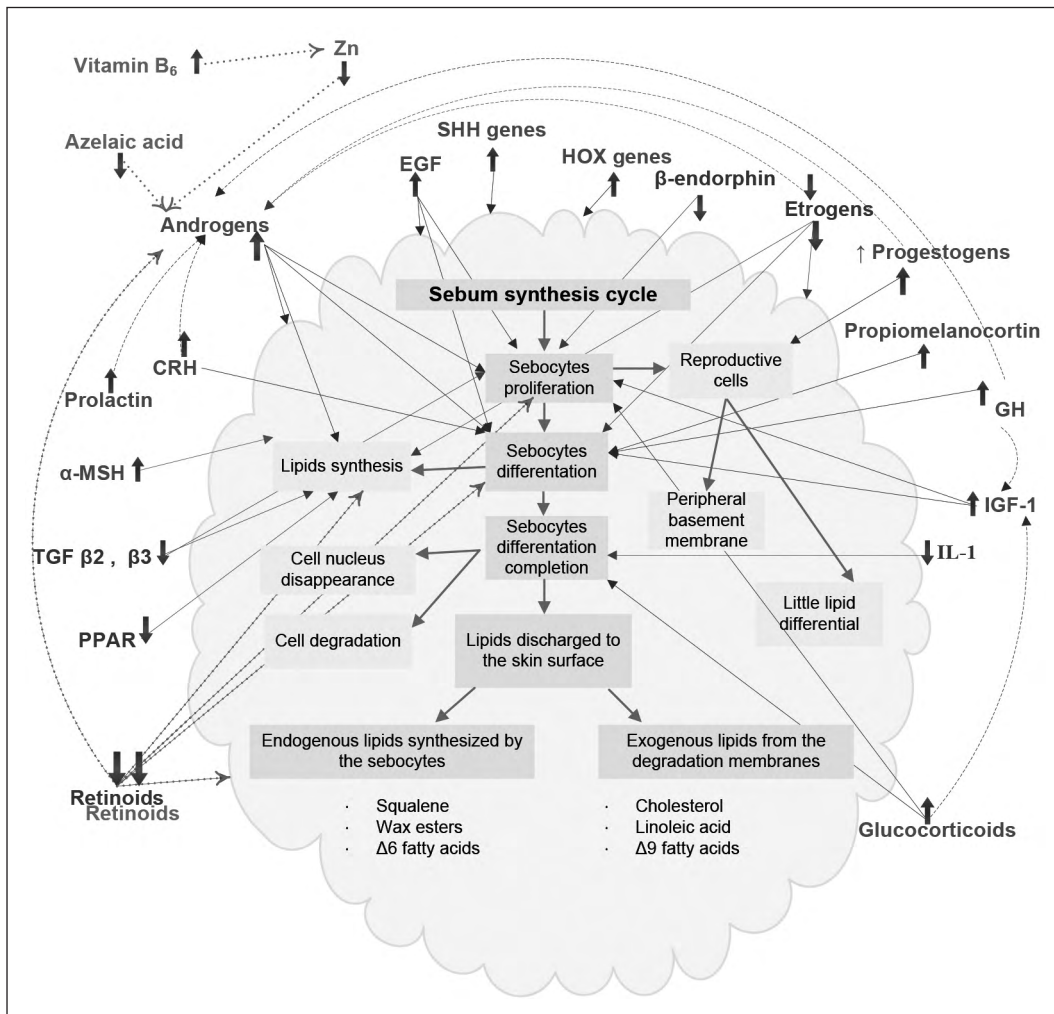 Zn
Vitamin B₆
SHH genes
Azelaic acid
EGF
HOX genes
β-endorphin
Etrogens
Androgens
↑ Progestogens
Sebum synthesis cycle
Propiomelanocortin
CRH
Sebocytes
proliferation
Reproductive
cells
Prolactin
GH
α-MSH
Lipids synthesis
Sebocytes
differentation
Peripheral
basement
membrane
IGF-1
TGF β2 , β3
Cell nucleus
disappearance
Sebocytes
differentation
completion
IL-1
Little lipid
differential
PPAR
Cell degradation
Lipids discharged to
the skin surface
Endogenous lipids synthesized by
the sebocytes
Exogenous lipids from the
degradation membranes
Retinoids
Retinoids
· Squalene
· Wax esters
· Δ6 fatty acids
· Cholesterol
· Linoleic acid
· Δ9 fatty acids
Glucocorticoids